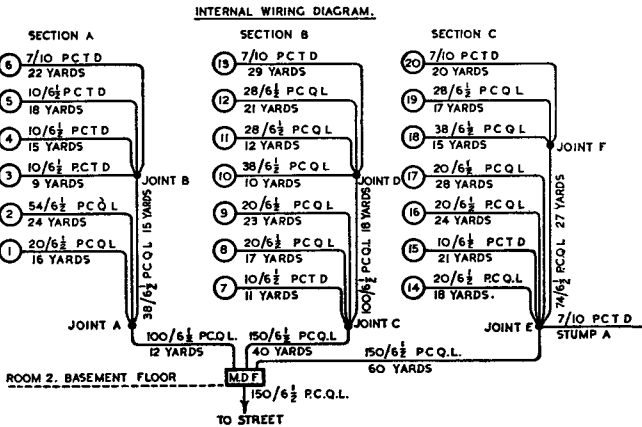 INTERNAL WIRING DIAGRAM.
SECTION A
6 7/10 PCTD
22 YARDS
5 10/6½ PCTD
18 YARDS
4 10/6½ PCTD
15 YARDS
3 10/6½ P.CTD
9 YARDS
JOINT B
2 54/6½ PCQL
24 YARDS
1 20/6½ PCQL
16 YARDS
38/6½ PCQL 15 YARDS
JOINT A
100/6½ PCQL.
12 YARDS
SECTION B
13 7/10 PCTD
29 YARDS
12 28/6½ PCQL
21 YARDS
11 28/6½ PCQL
12 YARDS
10 38/6½ PCQL
10 YARDS
JOINT D
9 20/6½ PCQL
23 YARDS
8 20/6½ PCQL
17 YARDS
7 10/6½ PCTD
11 YARDS
100/6½ PCQL 18 YARDS
JOINT C
150/6½ PCQL
40 YARDS
SECTION C
20 7/10 PCTD
20 YARDS
19 28/6½ PCQL
17 YARDS
18 38/6½ PCQL
15 YARDS
JOINT F
17 20/6½ PCQL
28 YARDS
16 20/6½ PCQL
24 YARDS
15 10/6½ PCTD
21 YARDS
14 20/6½ P.CQ.L
18 YARDS.
74/6½ P.CQL 27 YARDS
JOINT E
7/10 PCTD
STUMP A
150/6½ PCQL.
60 YARDS
ROOM 2. BASEMENT FLOOR
M.D F
150/6½ P.C.Q.L.
TO STREET